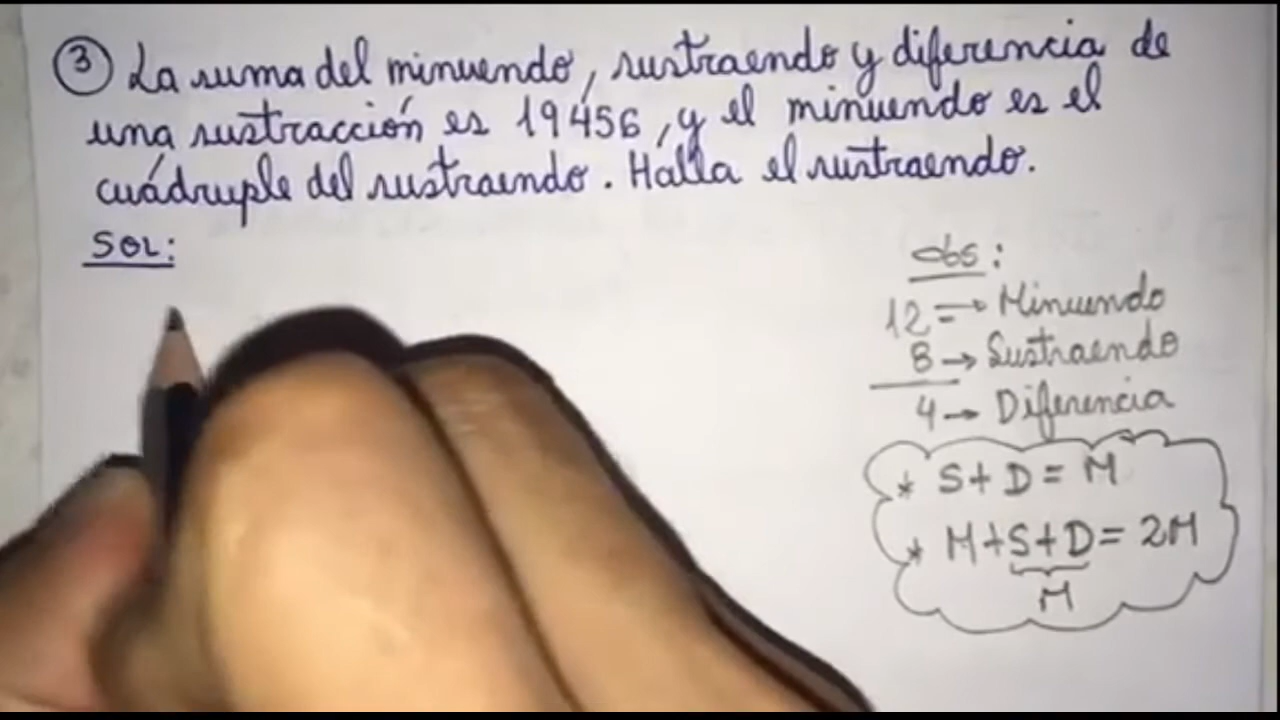 ③ La suma del minuendo, sustraendo y diferencia de
una sustracción es 19456, y el minuendo es el
cuádruple del sustraendo. Halla el sustraendo.
SOL:
obs:
12 → Minuendo
8 → Sustraendo
4 → Diferencia
* S+D=M
* M+S+D=2M
M